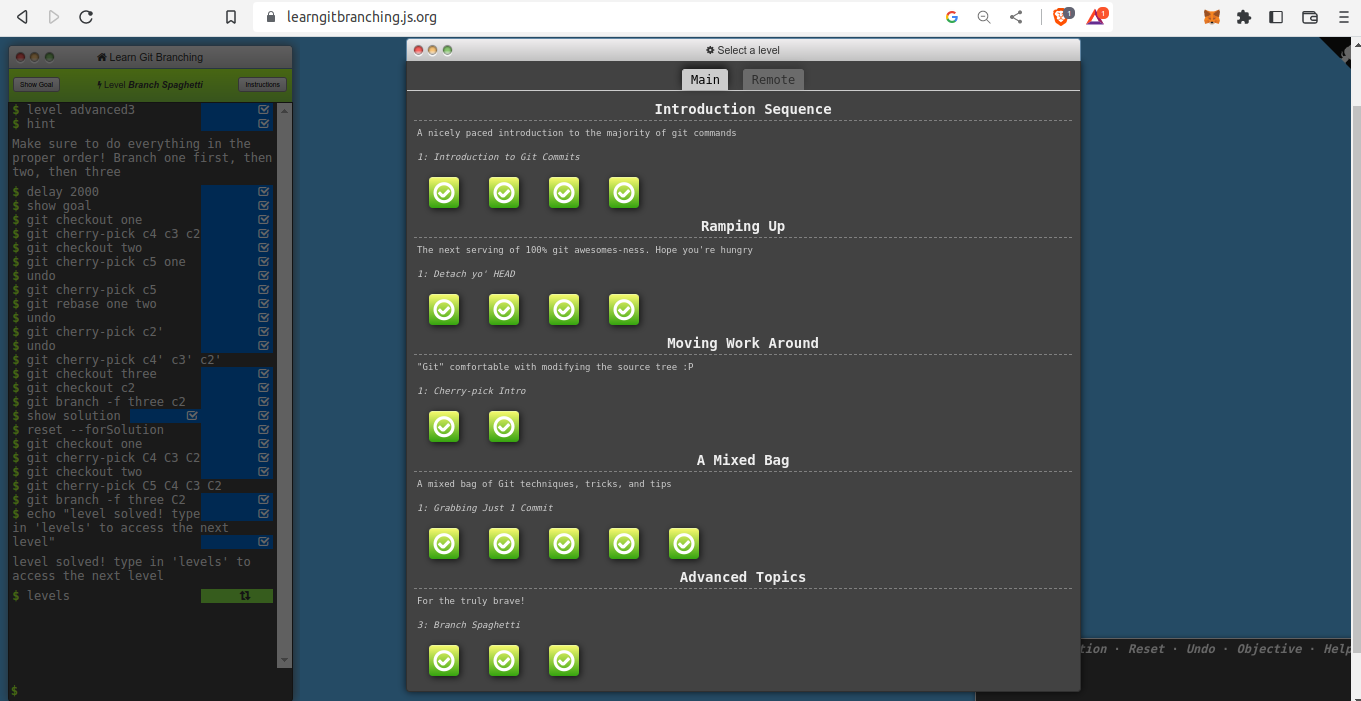 learngitbranching.js.org
1
1
Learn Git Branching
Show Goal
Level Branch Spaghetti
Instructions
$ level advanced3
$ hint
Make sure to do everything in the
proper order! Branch one first, then
two, then three
$ delay 2000
$ show goal
$ git checkout one
$ git cherry-pick c4 c3 c2
$ git checkout two
$ git cherry-pick c5 one
$ undo
$ git cherry-pick c5
$ git rebase one two
$ undo
$ git cherry-pick c2'
$ undo
$ git cherry-pick c4' c3' c2'
$ git checkout three
$ git checkout c2
$ git branch -f three c2
$ show solution
$ reset --forSolution
$ git checkout one
$ git cherry-pick C4 C3 C2
$ git checkout two
$ git cherry-pick C5 C4 C3 C2
$ git branch -f three C2
$ echo "level solved! type
in 'levels' to access the next
level"
level solved! type in 'levels' to
access the next level
$ levels
$
Select a level
Main
Remote
Introduction Sequence
A nicely paced introduction to the majority of git commands
1: Introduction to Git Commits
Ramping Up
The next serving of 100% git awesomes-ness. Hope you're hungry
1: Detach yo' HEAD
Moving Work Around
"Git" comfortable with modifying the source tree :P
1: Cherry-pick Intro
A Mixed Bag
A mixed bag of Git techniques, tricks, and tips
1: Grabbing Just 1 Commit
Advanced Topics
For the truly brave!
3: Branch Spaghetti
tion · Reset · Undo · Objective · Help